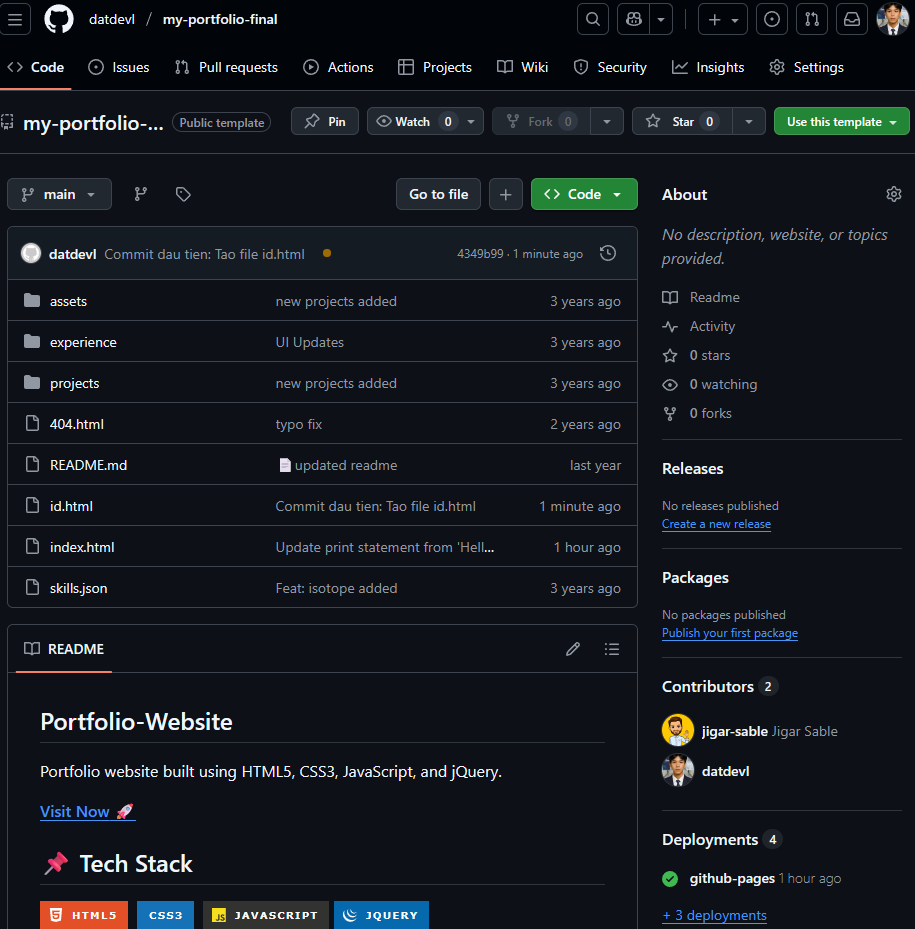 datdevl / my-portfolio-final
Code Issues Pull requests Actions Projects Wiki Security Insights Settings
my-portfolio-... Public template Pin Watch 0 Fork 0 Star 0 Use this template
main Go to file Code
datdevl Commit dau tien: Tao file id.html 4349b99 · 1 minute ago
assets new projects added 3 years ago
experience UI Updates 3 years ago
projects new projects added 3 years ago
404.html typo fix 2 years ago
README.md updated readme last year
id.html Commit dau tien: Tao file id.html 1 minute ago
index.html Update print statement from 'Hell... 1 hour ago
skills.json Feat: isotope added 3 years ago
README
Portfolio-Website
Portfolio website built using HTML5, CSS3, JavaScript, and jQuery.
Visit Now 🚀
📌 Tech Stack
HTML5 CSS3 JS JAVASCRIPT JQUERY
About
No description, website, or topics
provided.
Readme
Activity
0 stars
0 watching
0 forks
Releases
No releases published
Create a new release
Packages
No packages published
Publish your first package
Contributors 2
jigar-sable Jigar Sable
datdevl
Deployments 4
github-pages 1 hour ago
+ 3 deployments